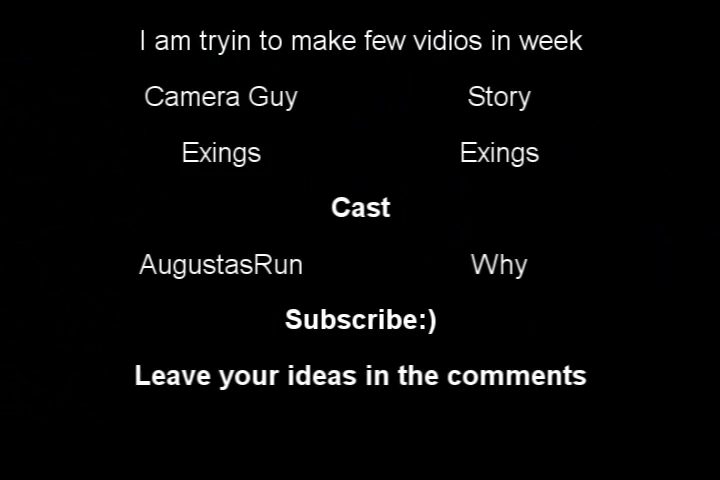 I am tryin to make few vidios in week
Camera Guy Story
Exings Exings
Cast
AugustasRun Why
Subscribe:)
Leave your ideas in the comments